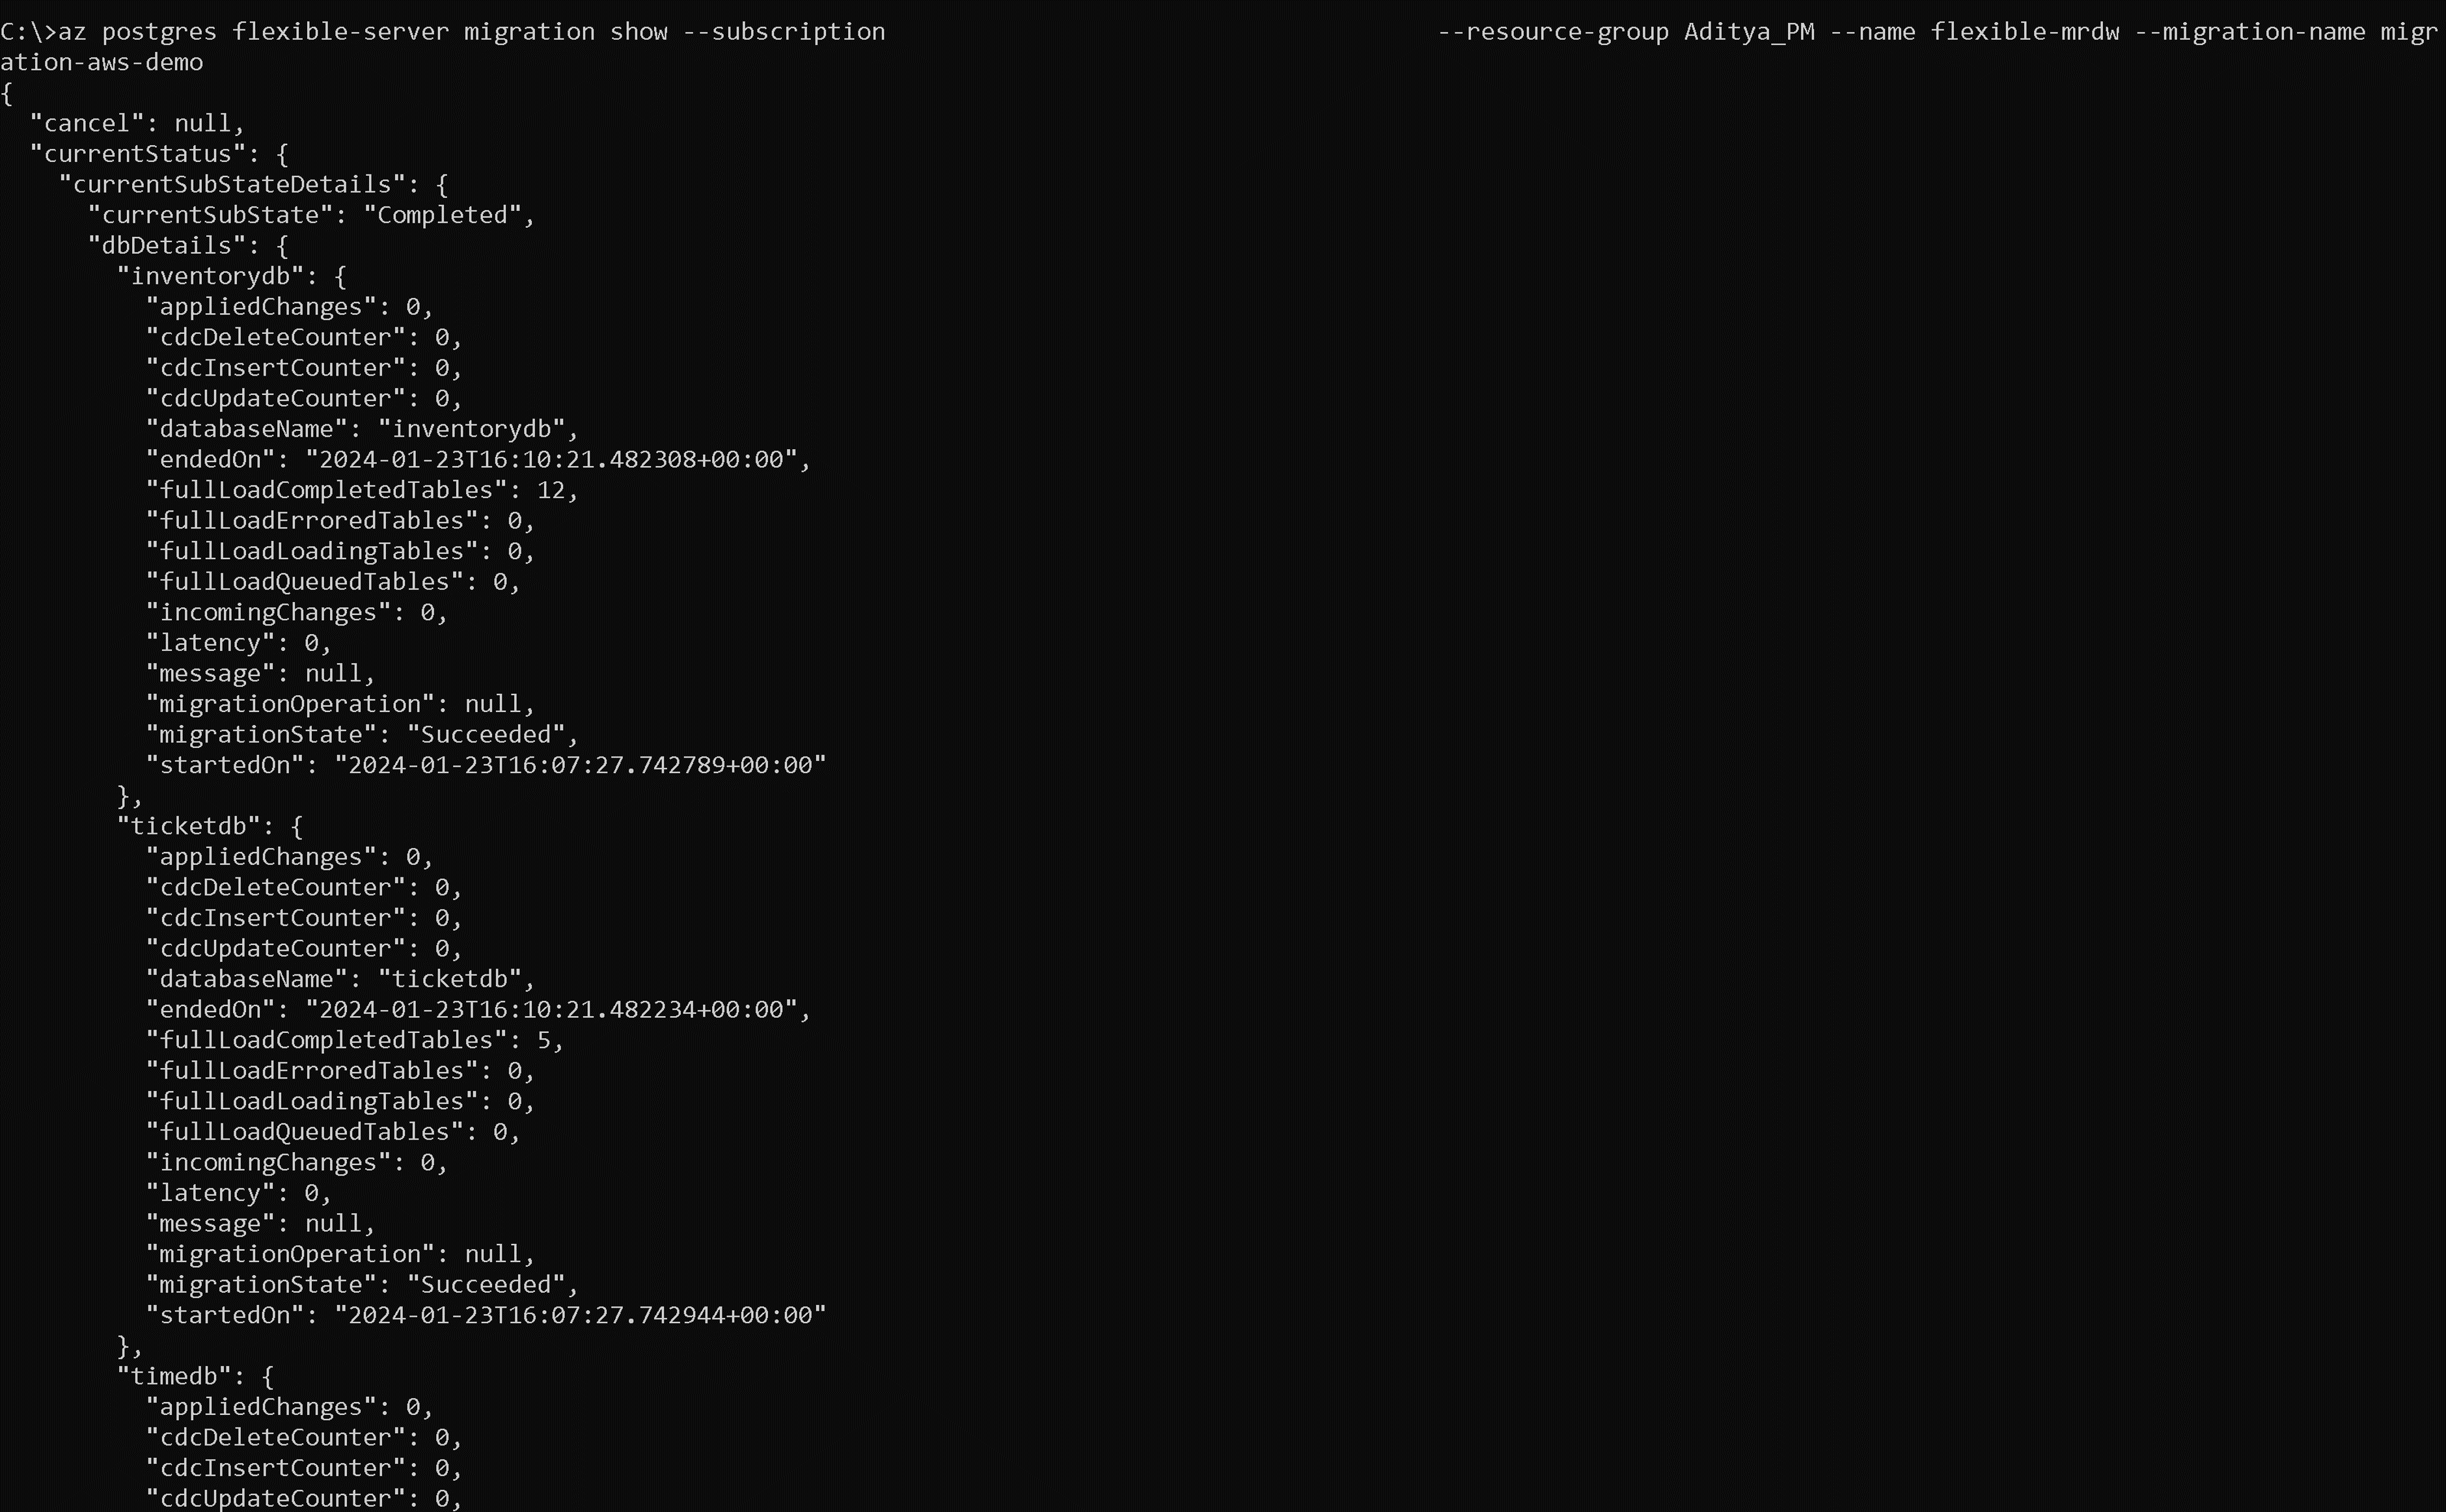 C:\>az postgres flexible-server migration show --subscription --resource-group Aditya_PM --name flexible-mrdw --migration-name migr
ation-aws-demo
{
  "cancel": null,
  "currentStatus": {
    "currentSubStateDetails": {
      "currentSubState": "Completed",
      "dbDetails": {
        "inventorydb": {
          "appliedChanges": 0,
          "cdcDeleteCounter": 0,
          "cdcInsertCounter": 0,
          "cdcUpdateCounter": 0,
          "databaseName": "inventorydb",
          "endedOn": "2024-01-23T16:10:21.482308+00:00",
          "fullLoadCompletedTables": 12,
          "fullLoadErroredTables": 0,
          "fullLoadLoadingTables": 0,
          "fullLoadQueuedTables": 0,
          "incomingChanges": 0,
          "latency": 0,
          "message": null,
          "migrationOperation": null,
          "migrationState": "Succeeded",
          "startedOn": "2024-01-23T16:07:27.742789+00:00"
        },
        "ticketdb": {
          "appliedChanges": 0,
          "cdcDeleteCounter": 0,
          "cdcInsertCounter": 0,
          "cdcUpdateCounter": 0,
          "databaseName": "ticketdb",
          "endedOn": "2024-01-23T16:10:21.482234+00:00",
          "fullLoadCompletedTables": 5,
          "fullLoadErroredTables": 0,
          "fullLoadLoadingTables": 0,
          "fullLoadQueuedTables": 0,
          "incomingChanges": 0,
          "latency": 0,
          "message": null,
          "migrationOperation": null,
          "migrationState": "Succeeded",
          "startedOn": "2024-01-23T16:07:27.742944+00:00"
        },
        "timedb": {
          "appliedChanges": 0,
          "cdcDeleteCounter": 0,
          "cdcInsertCounter": 0,
          "cdcUpdateCounter": 0,